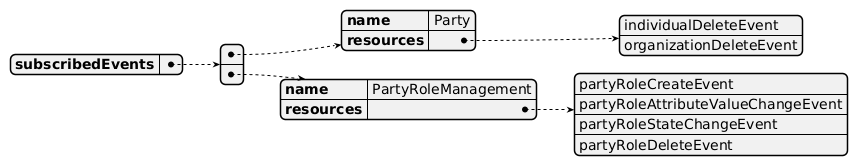 subscribedEvents
name Party
resources
individualDeleteEvent
organizationDeleteEvent
name PartyRoleManagement
resources
partyRoleCreateEvent
partyRoleAttributeValueChangeEvent
partyRoleStateChangeEvent
partyRoleDeleteEvent